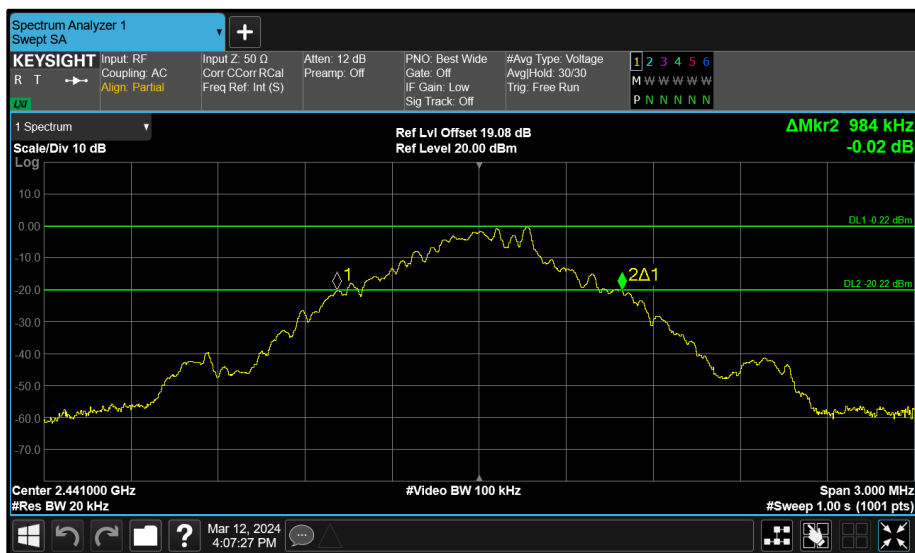 Spectrum Analyzer 1
Swept SA
KEYSIGHT
R T
LXI
Input: RF
Coupling: AC
Align: Partial
Input Z: 50 Ω
Corr CCorr RCal
Freq Ref: Int (S)
Atten: 12 dB
Preamp: Off
PNO: Best Wide
Gate: Off
IF Gain: Low
Sig Track: Off
#Avg Type: Voltage
Avg|Hold: 30/30
Trig: Free Run
1 2 3 4 5 6
M W W W W W
P N N N N N
1 Spectrum
Scale/Div 10 dB
Log
Ref Lvl Offset 19.08 dB
Ref Level 20.00 dBm
ΔMkr2 984 kHz
-0.02 dB
10.0
0.00
DL1 -0.22 dBm
-10.0
1
2Δ1
-20.0
DL2 -20.22 dBm
-30.0
-40.0
-50.0
-60.0
-70.0
Center 2.441000 GHz
#Res BW 20 kHz
#Video BW 100 kHz
Span 3.000 MHz
#Sweep 1.00 s (1001 pts)
?
Mar 12, 2024
4:07:27 PM